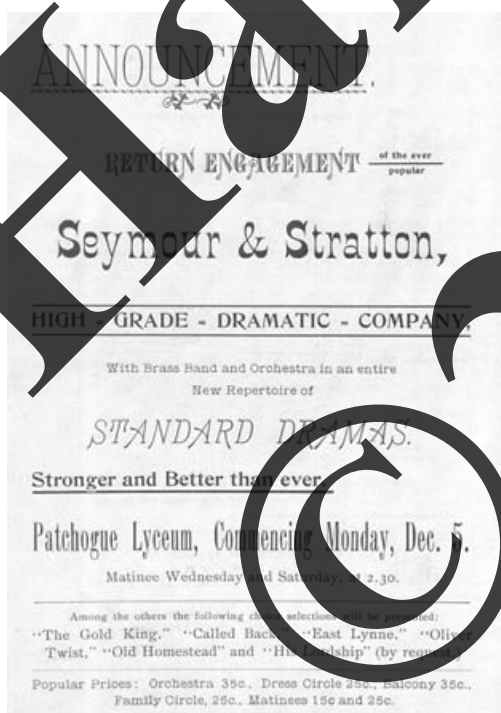 ANNOUNCEMENT.
RETURN ENGAGEMENT of the ever popular
Seymour & Stratton,
HIGH - GRADE - DRAMATIC - COMPANY,
With Brass Band and Orchestra in an entire
New Repertoire of
STANDARD DRAMAS.
Stronger and Better than ever.
Patchogue Lyceum, Commencing Monday, Dec. 5.
Matinee Wednesday and Saturday, at 2.30.
Among the others the following choice selections will be presented:
"The Gold King." "Called Back," "East Lynne," "Oliver
Twist," "Old Homestead" and "His Lordship" (by request.)
Popular Prices: Orchestra 35c., Dress Circle 25c., Balcony 35c.,
Family Circle, 25c., Matinees 15c and 25c.
Ha
©